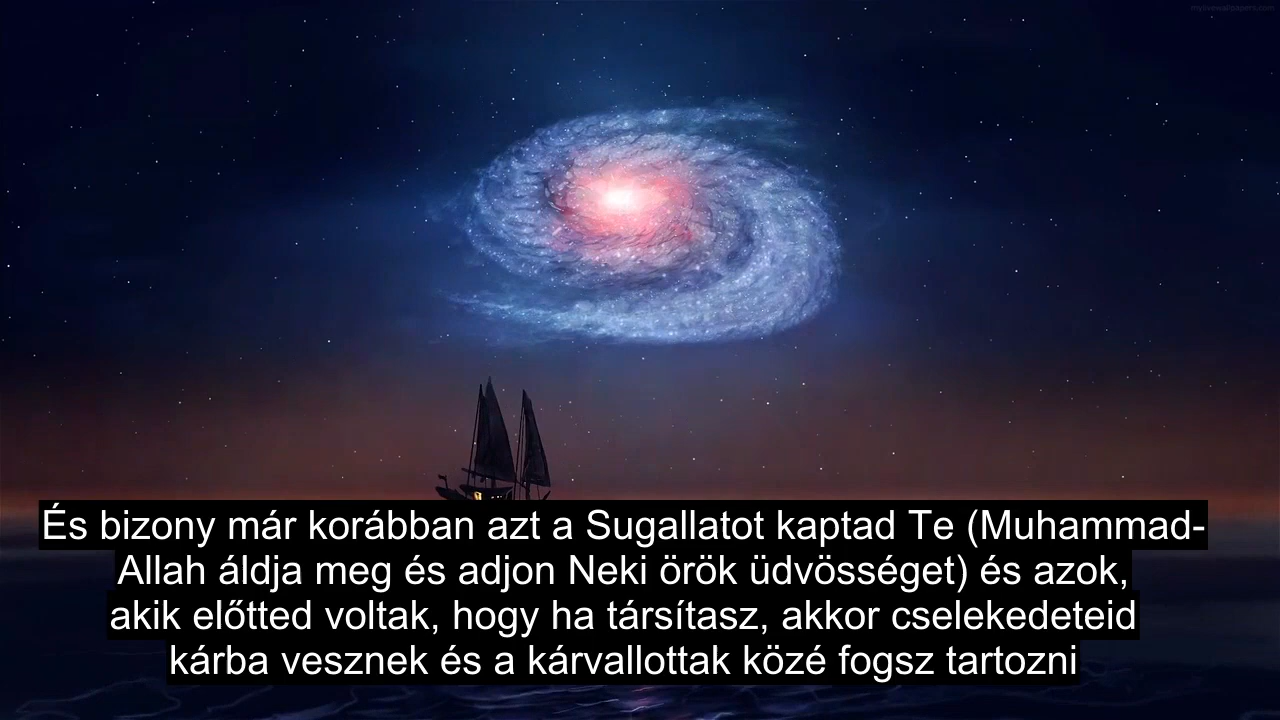 És bizony már korábban azt a Sugallatot kaptad Te (Muhammad-
Allah áldja meg és adjon Neki örök üdvösséget) és azok,
akik előtted voltak, hogy ha társítasz, akkor cselekedeteid
kárba vesznek és a kárvallottak közé fogsz tartozni